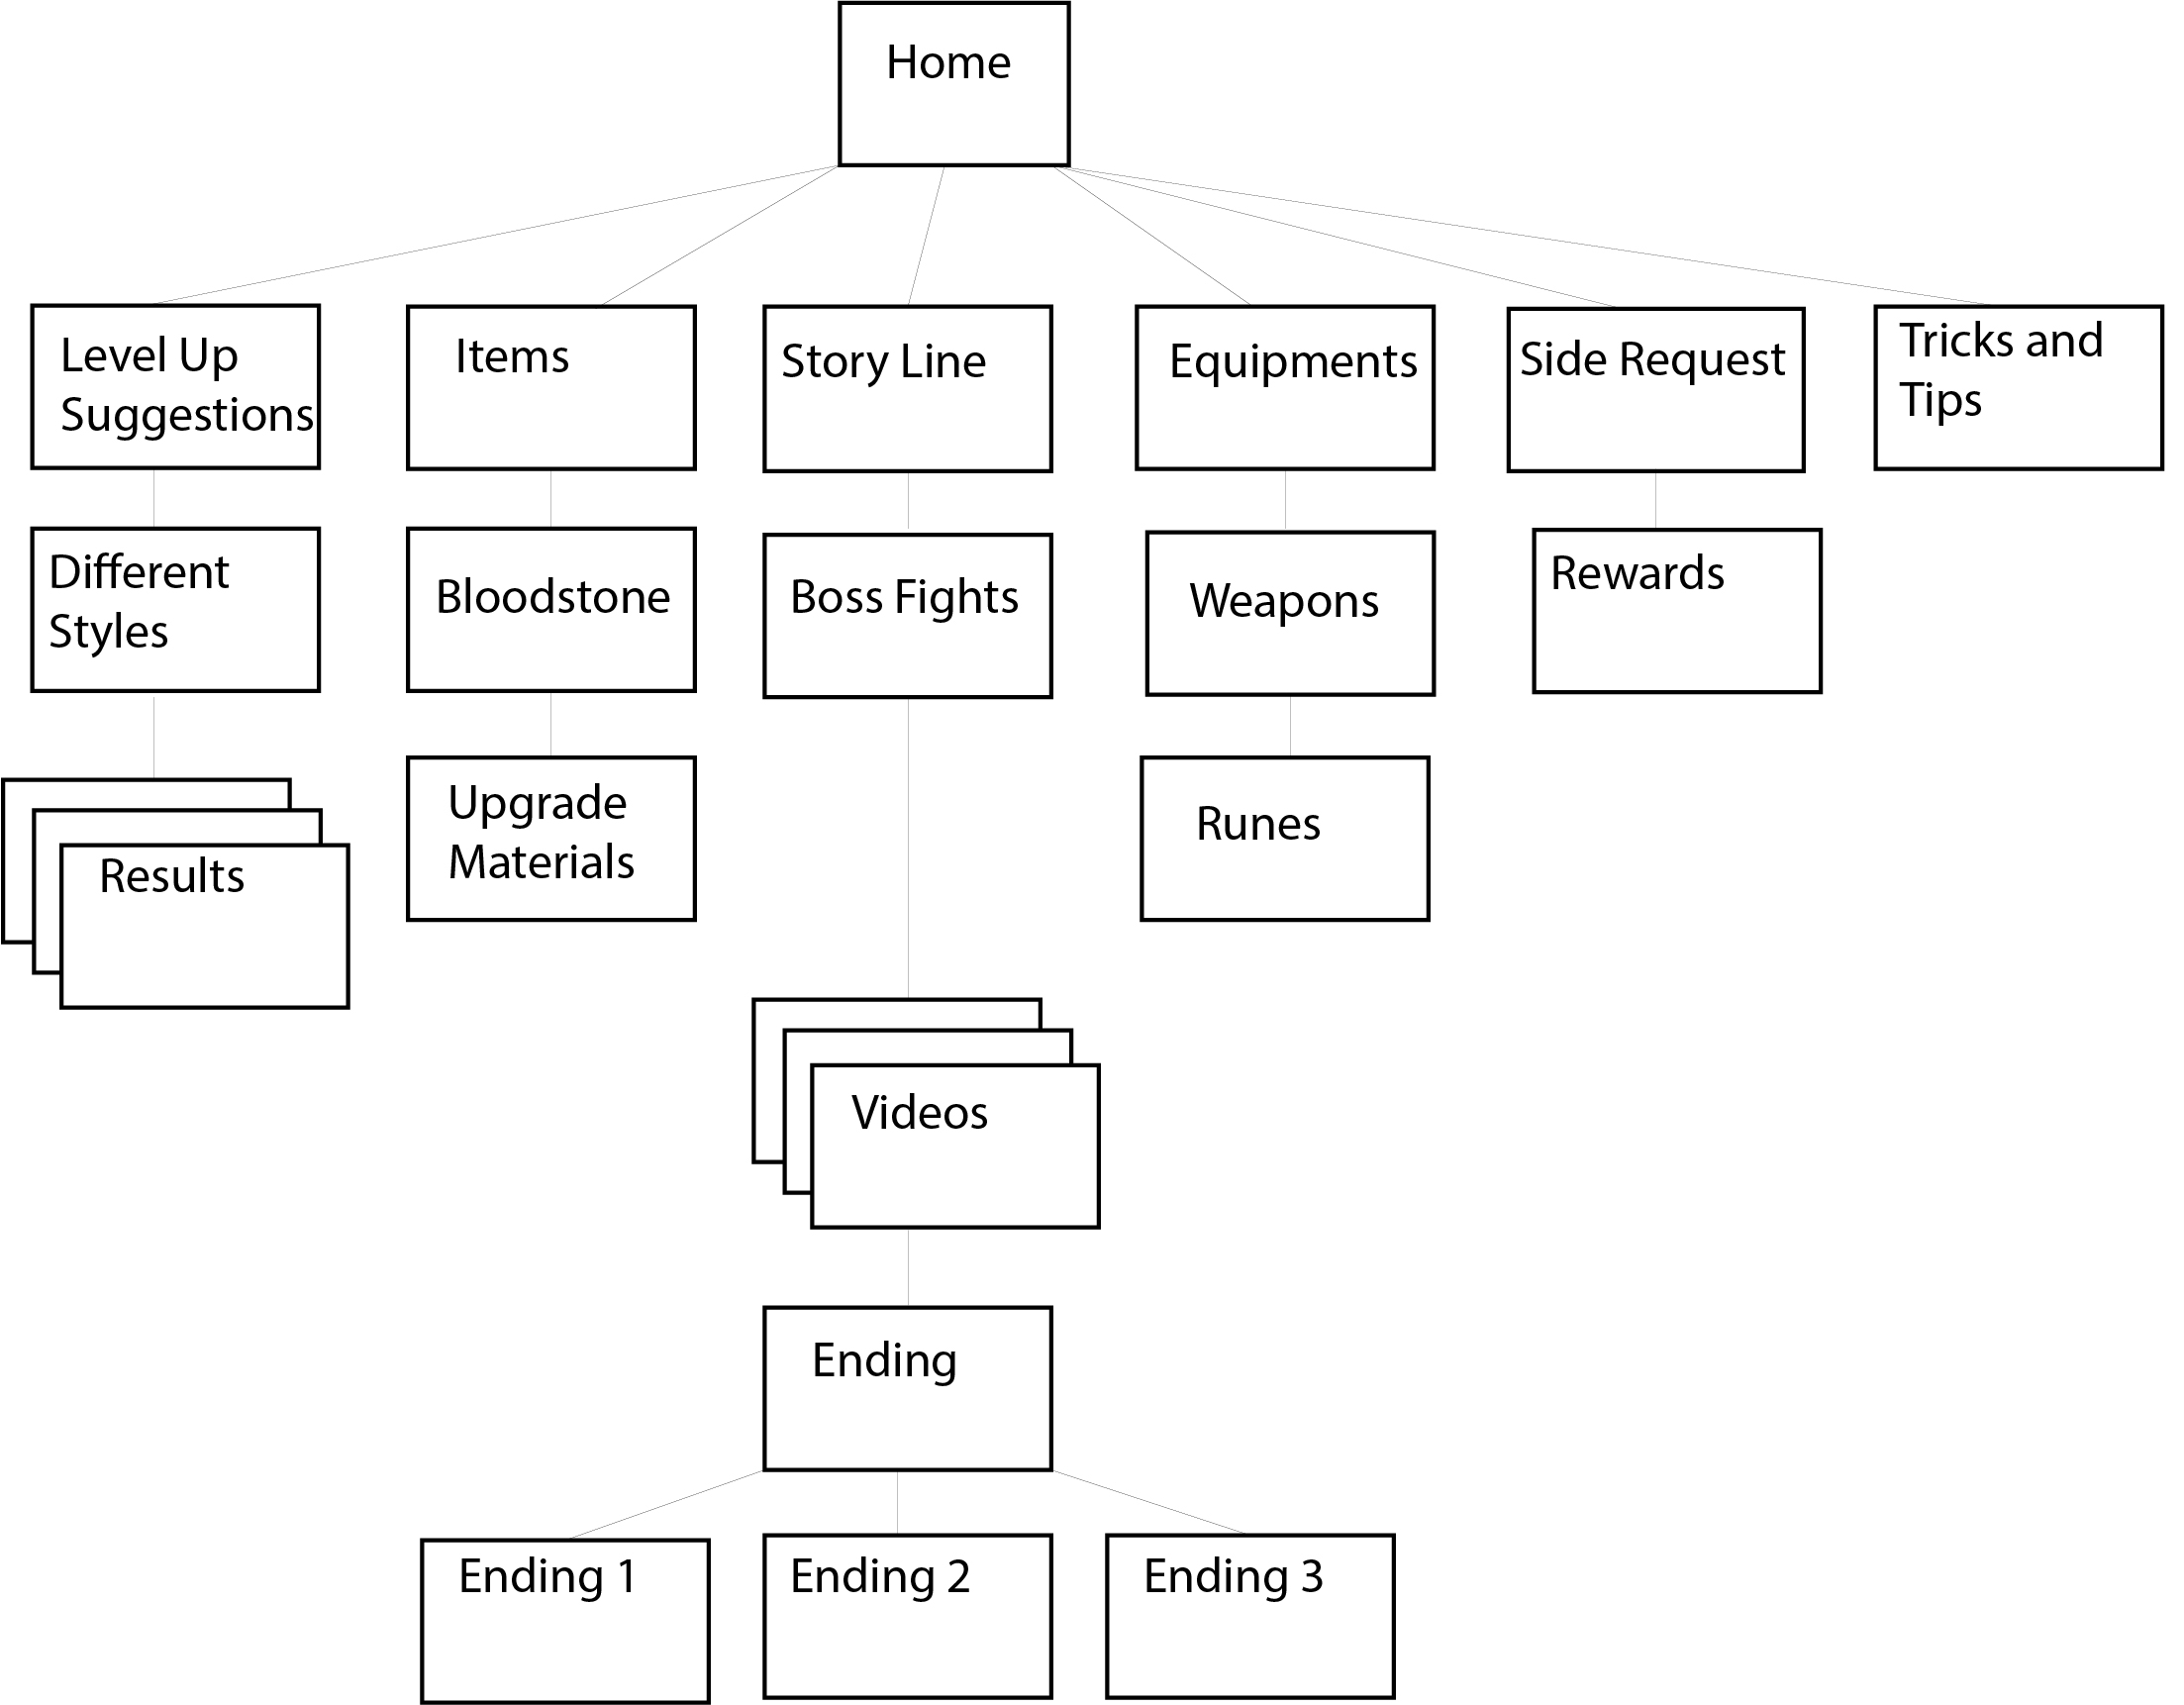 Home
Level Up
Suggestions
Items
Story Line
Equipments
Side Request
Tricks and
Tips
Different
Styles
Bloodstone
Boss Fights
Weapons
Rewards
Results
Upgrade
Materials
Runes
Videos
Ending
Ending 1
Ending 2
Ending 3